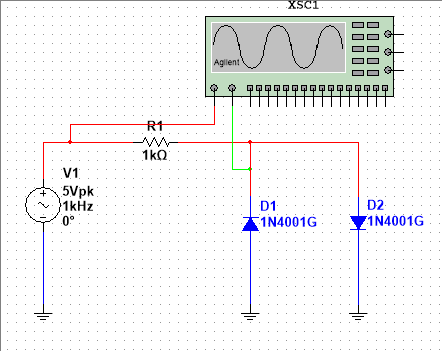 XSC1
Agilent
R1
1kΩ
V1
5Vpk
1kHz
0°
D1
1N4001G
D2
1N4001G